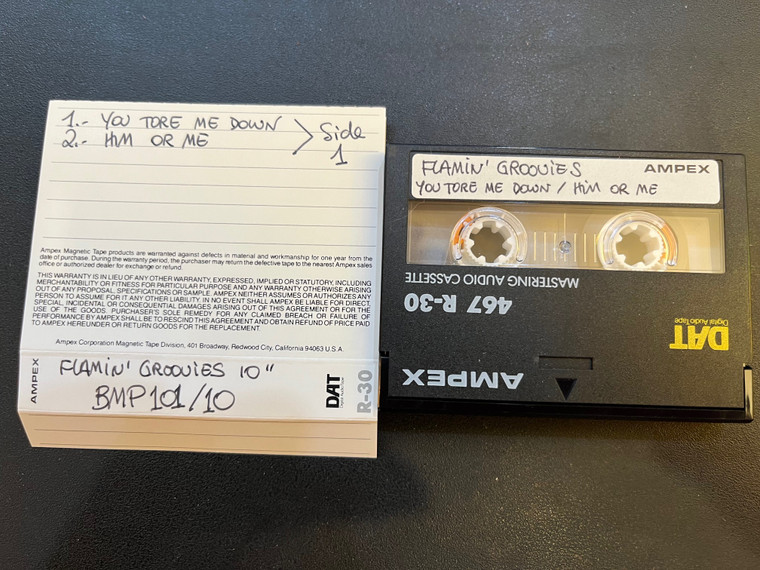 1.- YOU TORE ME DOWN
2.- HiM OR ME
> Side 1
Ampex Magnetic Tape products are warranted against defects in material and workmanship for one year from the
date of purchase. During the warranty period, the purchaser may return the defective tape to the nearest Ampex sales
office or authorized dealer for exchange or refund.
THIS WARRANTY IS IN LIEU OF ANY OTHER WARRANTY, EXPRESSED, IMPLIED OR STATUTORY, INCLUDING
MERCHANTABILITY OR FITNESS FOR PARTICULAR PURPOSE AND ANY WARRANTY OTHERWISE ARISING
OUT OF ANY PROPOSAL, SPECIFICATIONS OR SAMPLE. AMPEX NEITHER ASSUMES OR AUTHORIZES ANY
PERSON TO ASSUME FOR IT ANY OTHER LIABILITY. IN NO EVENT SHALL AMPEX BE LIABLE FOR DIRECT,
SPECIAL, INCIDENTAL OR CONSEQUENTIAL DAMAGES ARISING OUT OF THIS AGREEMENT OR FOR THE
USE OF THE GOODS. PURCHASER'S SOLE REMEDY FOR ANY CLAIMED BREACH OR FAILURE OF
PERFORMANCE BY AMPEX SHALL BE TO RESCIND THIS AGREEMENT AND OBTAIN REFUND OF PRICE PAID
TO AMPEX HEREUNDER OR RETURN GOODS FOR THE REPLACEMENT.
Ampex Corporation Magnetic Tape Division, 401 Broadway, Redwood City, California 94063 U.S.A.
AMPEX
FLAMIN' GROOVIES 10"
BMP 101/10
DAT
Digital Audio Tape
R-30
FLAMIN' GROOViES AMPEX
YOU TORE ME DOWN / HiM OR ME
MASTERING AUDIO CASSETTE
467 R-30
DAT
Digital Audio Tape
AMPEX